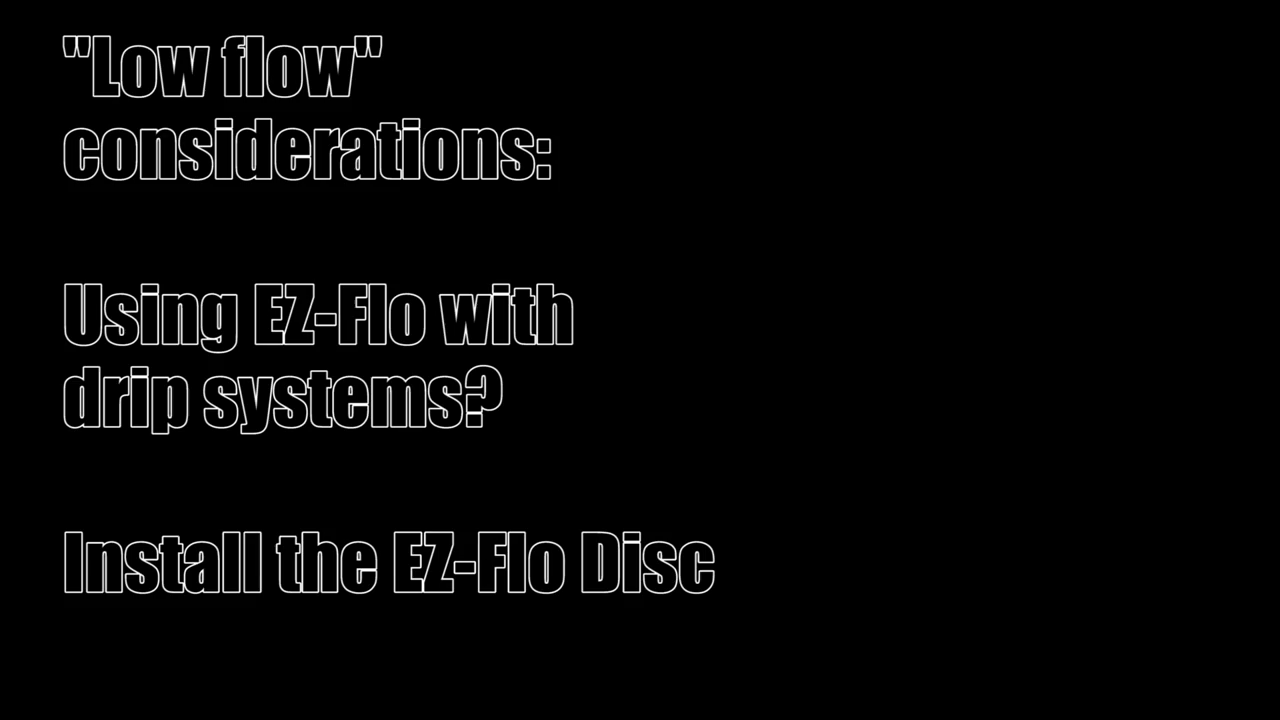 "Low flow"
considerations:
Using EZ-Flo with
drip systems?
Install the EZ-Flo Disc